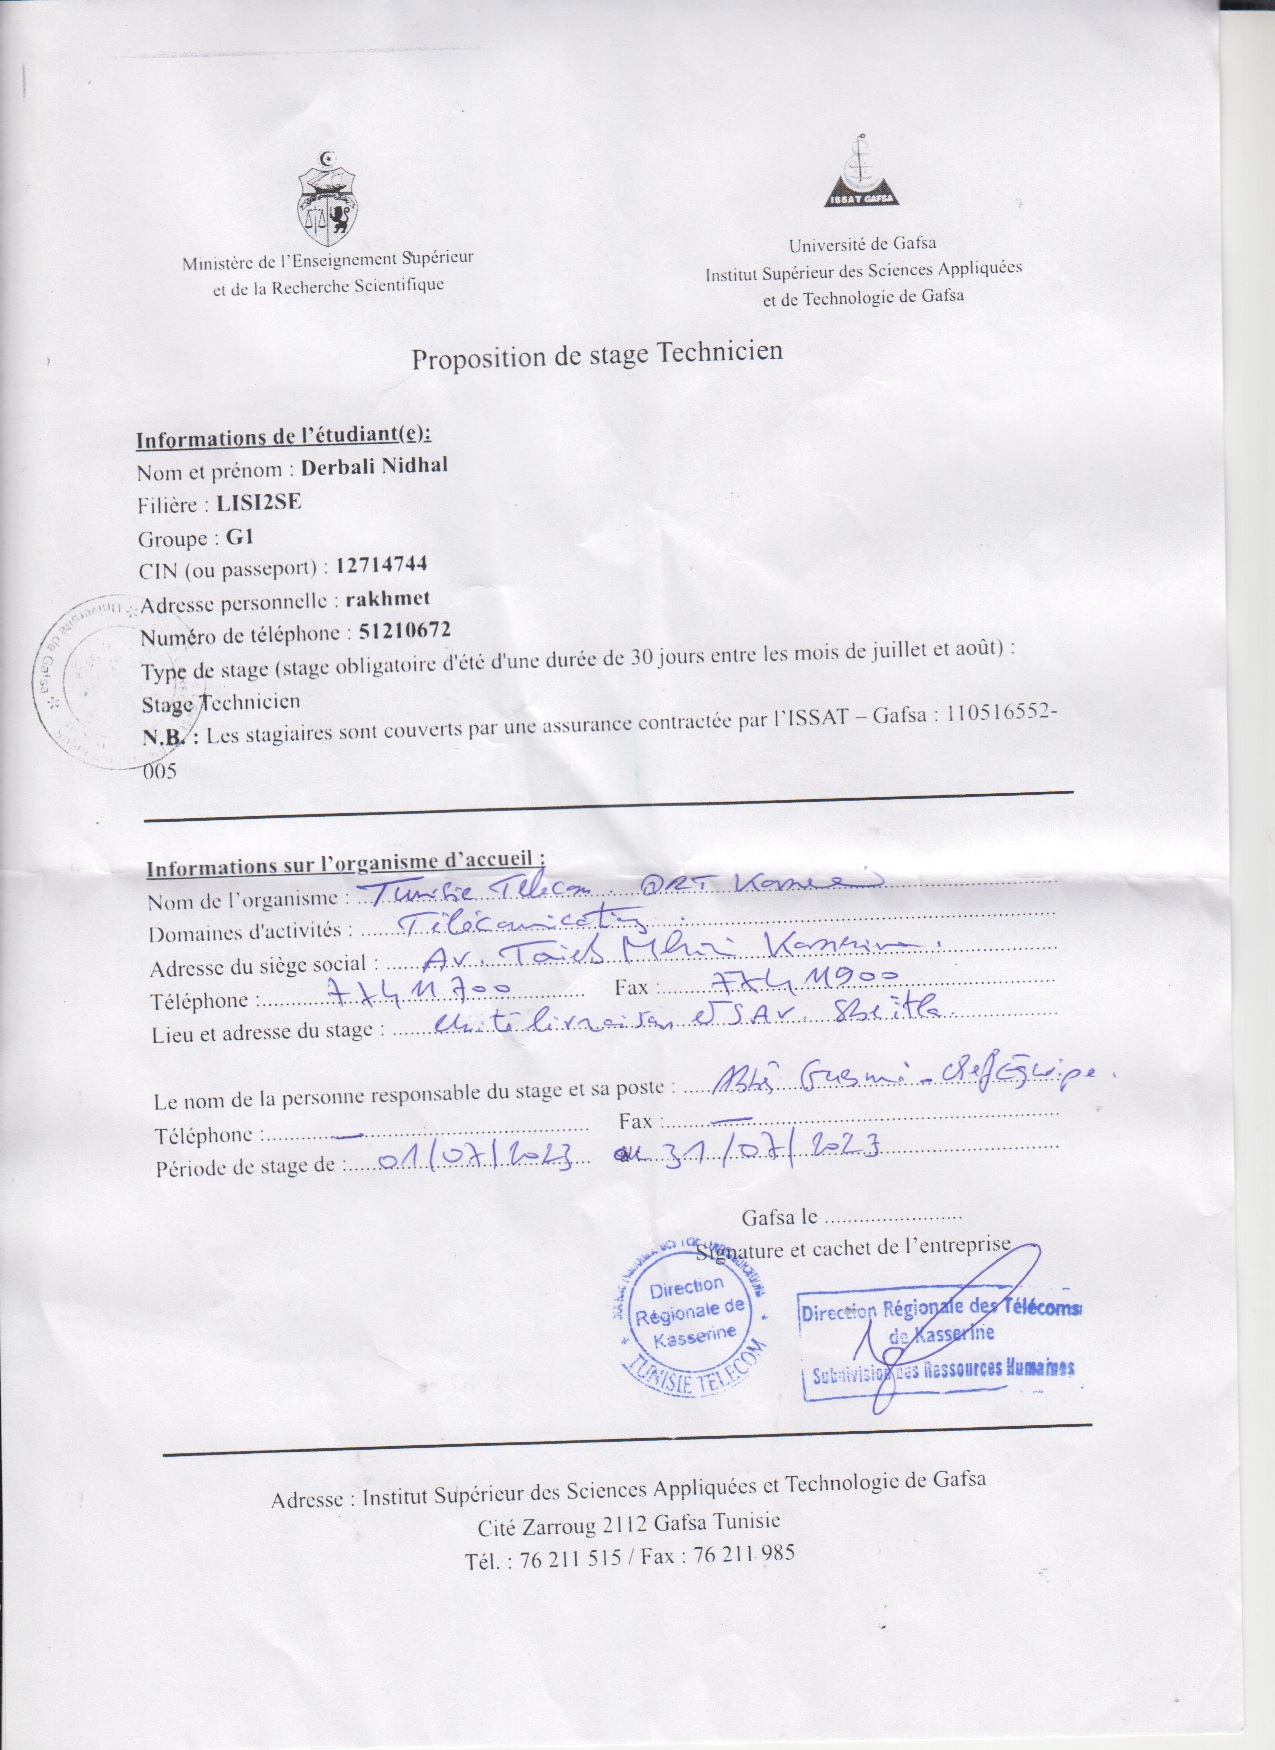 ISSAT GAFSA
Ministère de l'Enseignement Supérieur
et de la Recherche Scientifique
Université de Gafsa
Institut Supérieur des Sciences Appliquées
et de Technologie de Gafsa
Proposition de stage Technicien
Informations de l'étudiant(e):
Nom et prénom : Derbali Nidhal
Filière : LISI2SE
Groupe : G1
CIN (ou passeport) : 12714744
Adresse personnelle : rakhmet
Numéro de téléphone : 51210672
Type de stage (stage obligatoire d'été d'une durée de 30 jours entre les mois de juillet et août) :
Stage Technicien
N.B. : Les stagiaires sont couverts par une assurance contractée par l'ISSAT – Gafsa : 110516552-
005
Université de Gafsa
Informations sur l'organisme d'accueil :
Nom de l'organisme : Tunisie Telecom. DRT Kasserine
Domaines d'activités :
Adresse du siège social : Av. Taieb Mhiri Kasserine.
Téléphone : 77411700 Fax : 77411900
Lieu et adresse du stage : Unité livraison et SAV. Sbeitla.
Le nom de la personne responsable du stage et sa poste : chef Equipe.
Téléphone : — Fax : —
Période de stage de : 01/07/2023 au 31/07/2023
Gafsa le ........................
Signature et cachet de l'entreprise
Direction
Régionale de
Kasserine
TUNISIE TELECOM
Direction Régionale des Télécoms
de Kasserine
Subdivision des Ressources Humaines
Adresse : Institut Supérieur des Sciences Appliquées et Technologie de Gafsa
Cité Zarroug 2112 Gafsa Tunisie
Tél. : 76 211 515 / Fax : 76 211 985